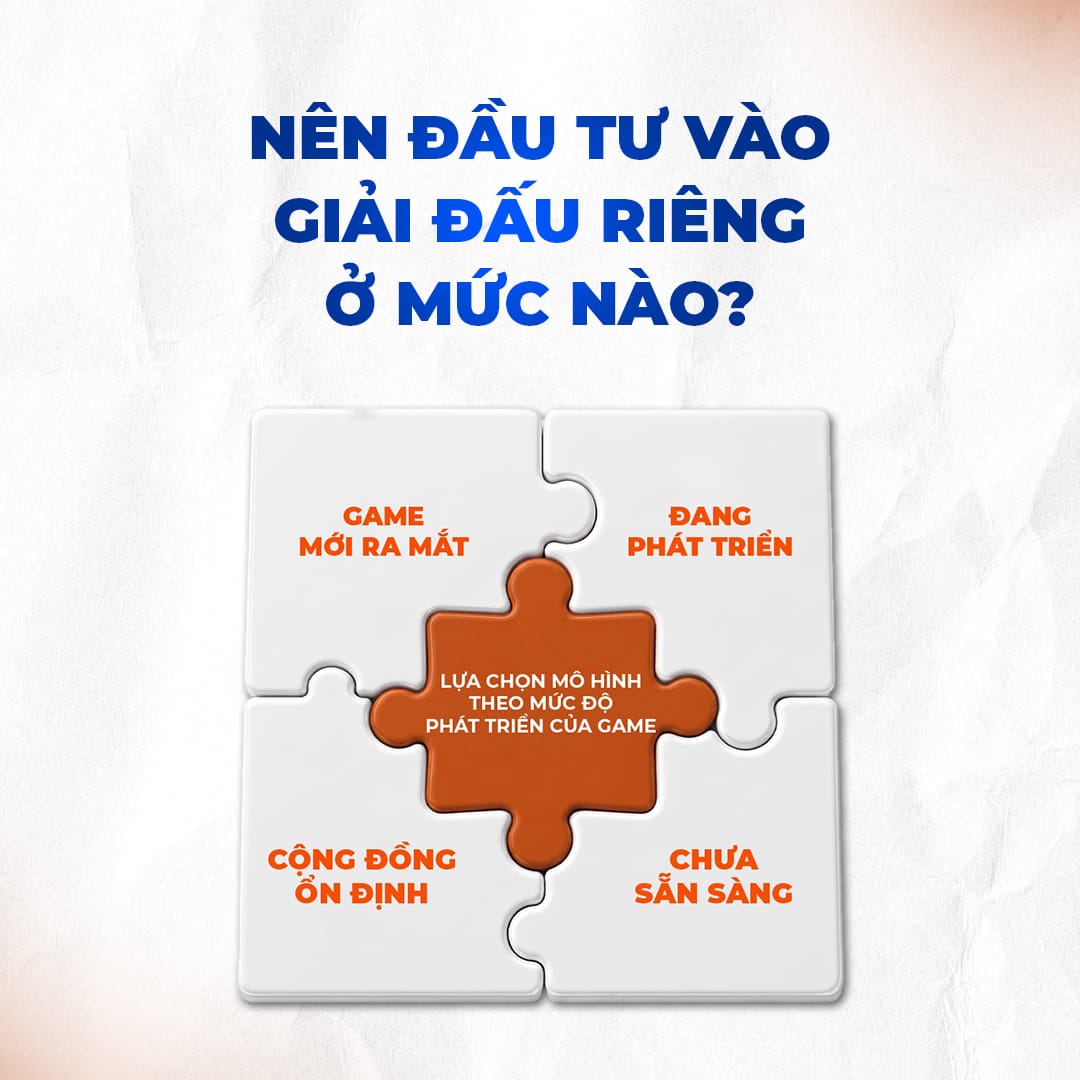 NÊN ĐẦU TƯ VÀO
GIẢI ĐẤU RIÊNG
Ở MỨC NÀO?
GAME
MỚI RA MẮT
ĐANG
PHÁT TRIỂN
LỰA CHỌN MÔ HÌNH
THEO MỨC ĐỘ
PHÁT TRIỂN CỦA GAME
CỘNG ĐỒNG
ỔN ĐỊNH
CHƯA
SẴN SÀNG